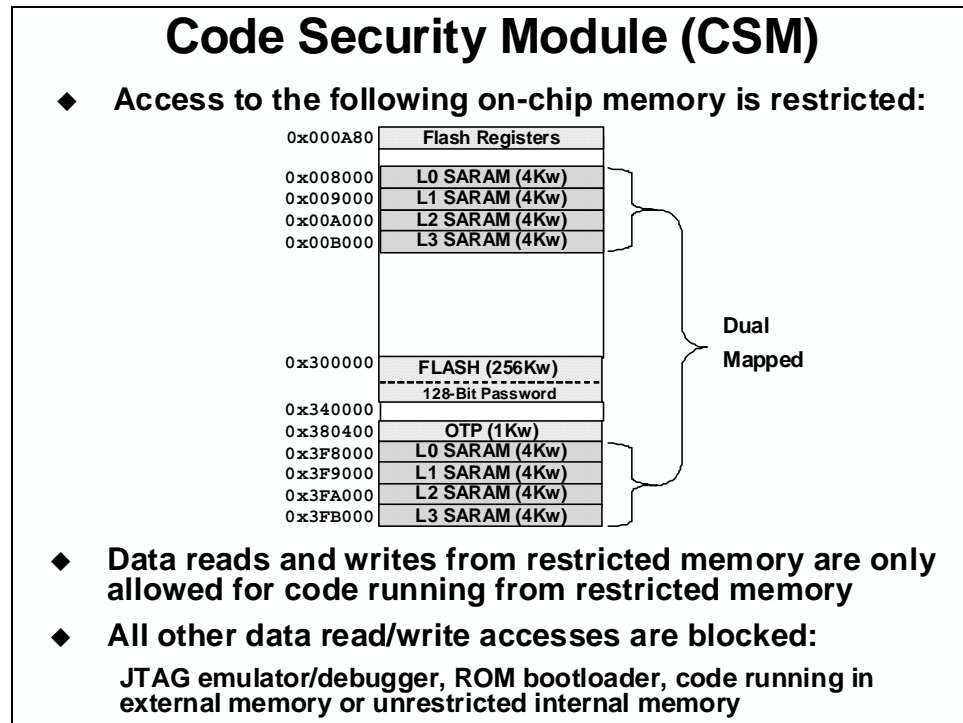 Code Security Module (CSM)
◆ Access to the following on-chip memory is restricted:
0x000A80 Flash Registers
0x008000 L0 SARAM (4Kw)
0x009000 L1 SARAM (4Kw)
0x00A000 L2 SARAM (4Kw)
0x00B000 L3 SARAM (4Kw)
Dual
Mapped
0x300000 FLASH (256Kw)
128-Bit Password
0x340000
0x380400 OTP (1Kw)
0x3F8000 L0 SARAM (4Kw)
0x3F9000 L1 SARAM (4Kw)
0x3FA000 L2 SARAM (4Kw)
0x3FB000 L3 SARAM (4Kw)
◆ Data reads and writes from restricted memory are only
allowed for code running from restricted memory
◆ All other data read/write accesses are blocked:
JTAG emulator/debugger, ROM bootloader, code running in
external memory or unrestricted internal memory